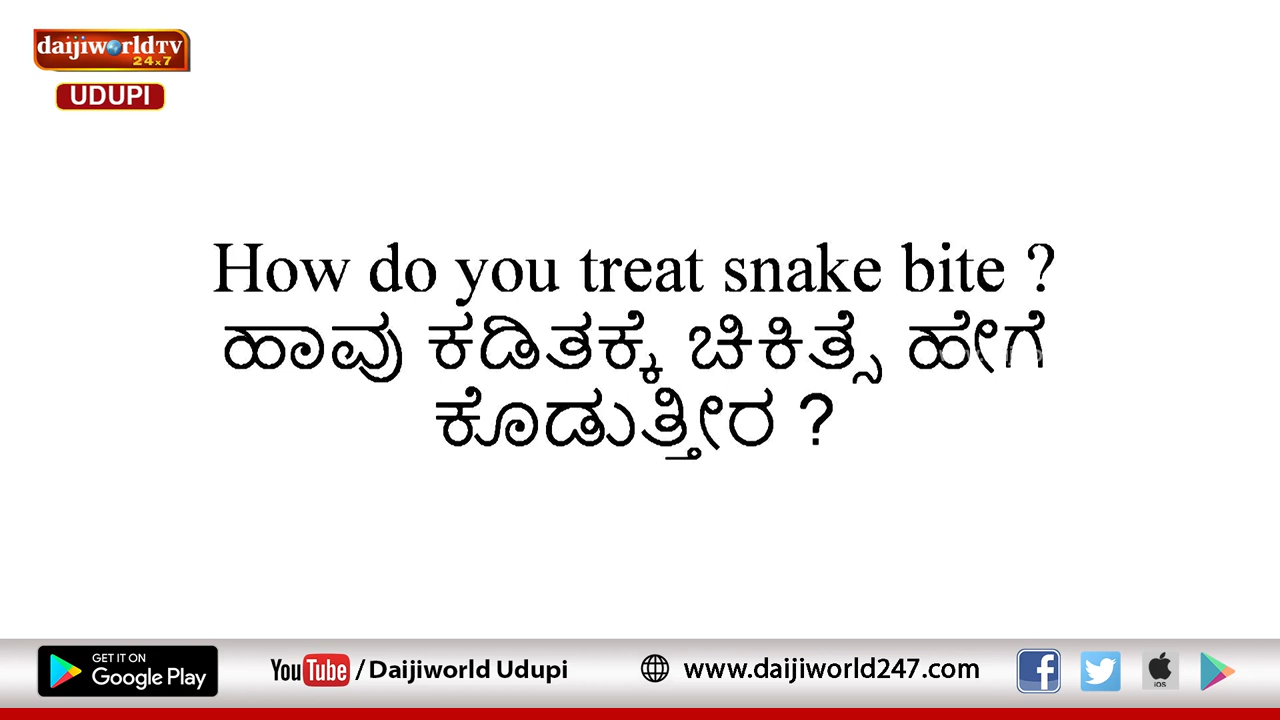 daijiworldTV
24x7
UDUPI
How do you treat snake bite ?
ಹಾವು ಕಡಿತಕ್ಕೆ ಚಿಕಿತ್ಸೆ ಹೇಗೆ
ಕೊಡುತ್ತೀರ ?
GET IT ON
Google Play
YouTube / Daijiworld Udupi
www.daijiworld247.com
iOS